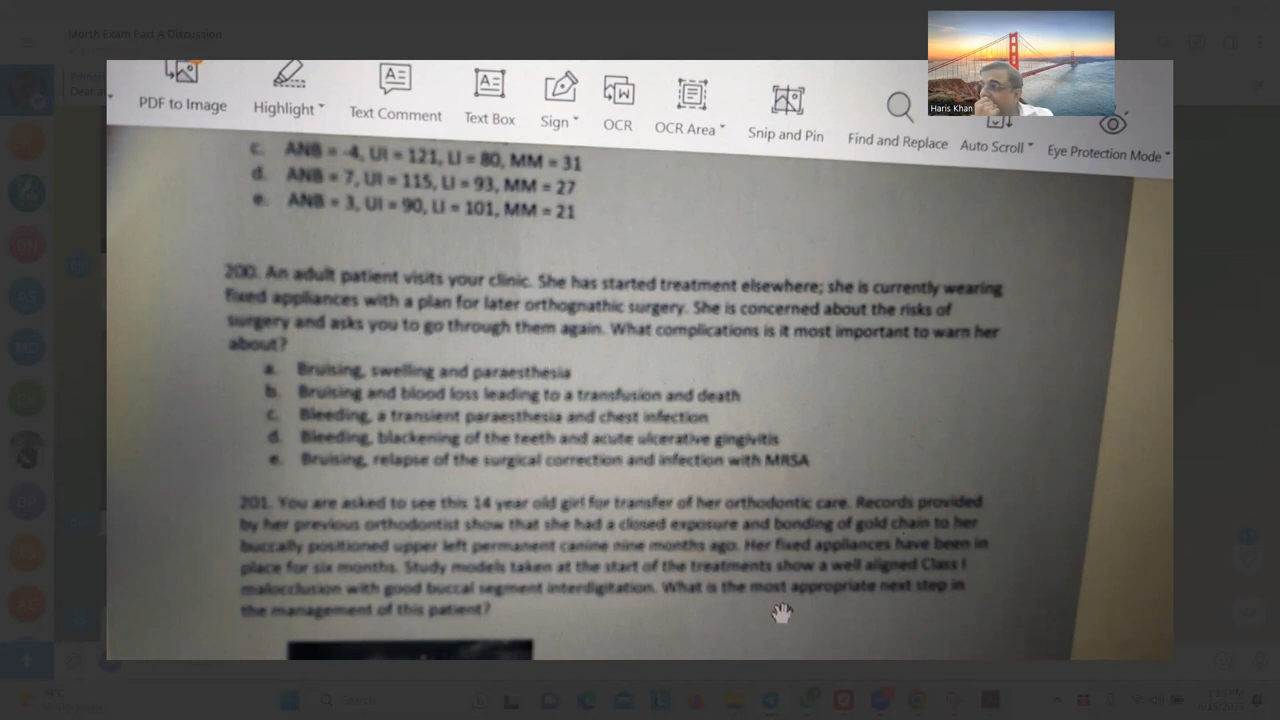 Morth Exam Part A Discussion
PDF to Image
Highlight
Text Comment
Text Box
Sign
OCR
OCR Area
Snip and Pin
Find and Replace
Auto Scroll
Eye Protection Mode
Haris Khan
c. ANB = -4, UI = 121, LI = 80, MM = 31
d. ANB = 7, UI = 115, LI = 93, MM = 27
e. ANB = 3, UI = 90, LI = 101, MM = 21
200. An adult patient visits your clinic. She has started treatment elsewhere; she is currently wearing
fixed appliances with a plan for later orthognathic surgery. She is concerned about the risks of
surgery and asks you to go through them again. What complications is it most important to warn her
about?
a. Bruising, swelling and paraesthesia
b. Bruising and blood loss leading to a transfusion and death
c. Bleeding, a transient paraesthesia and chest infection
d. Bleeding, blackening of the teeth and acute ulcerative gingivitis
e. Bruising, relapse of the surgical correction and infection with MRSA
201. You are asked to see this 14 year old girl for transfer of her orthodontic care. Records provided
by her previous orthodontist show that she had a closed exposure and bonding of gold chain to her
buccally positioned upper left permanent canine nine months ago. Her fixed appliances have been in
place for six months. Study models taken at the start of the treatments show a well aligned Class I
malocclusion with good buccal segment interdigitation. What is the most appropriate next step in
the management of this patient?
Search